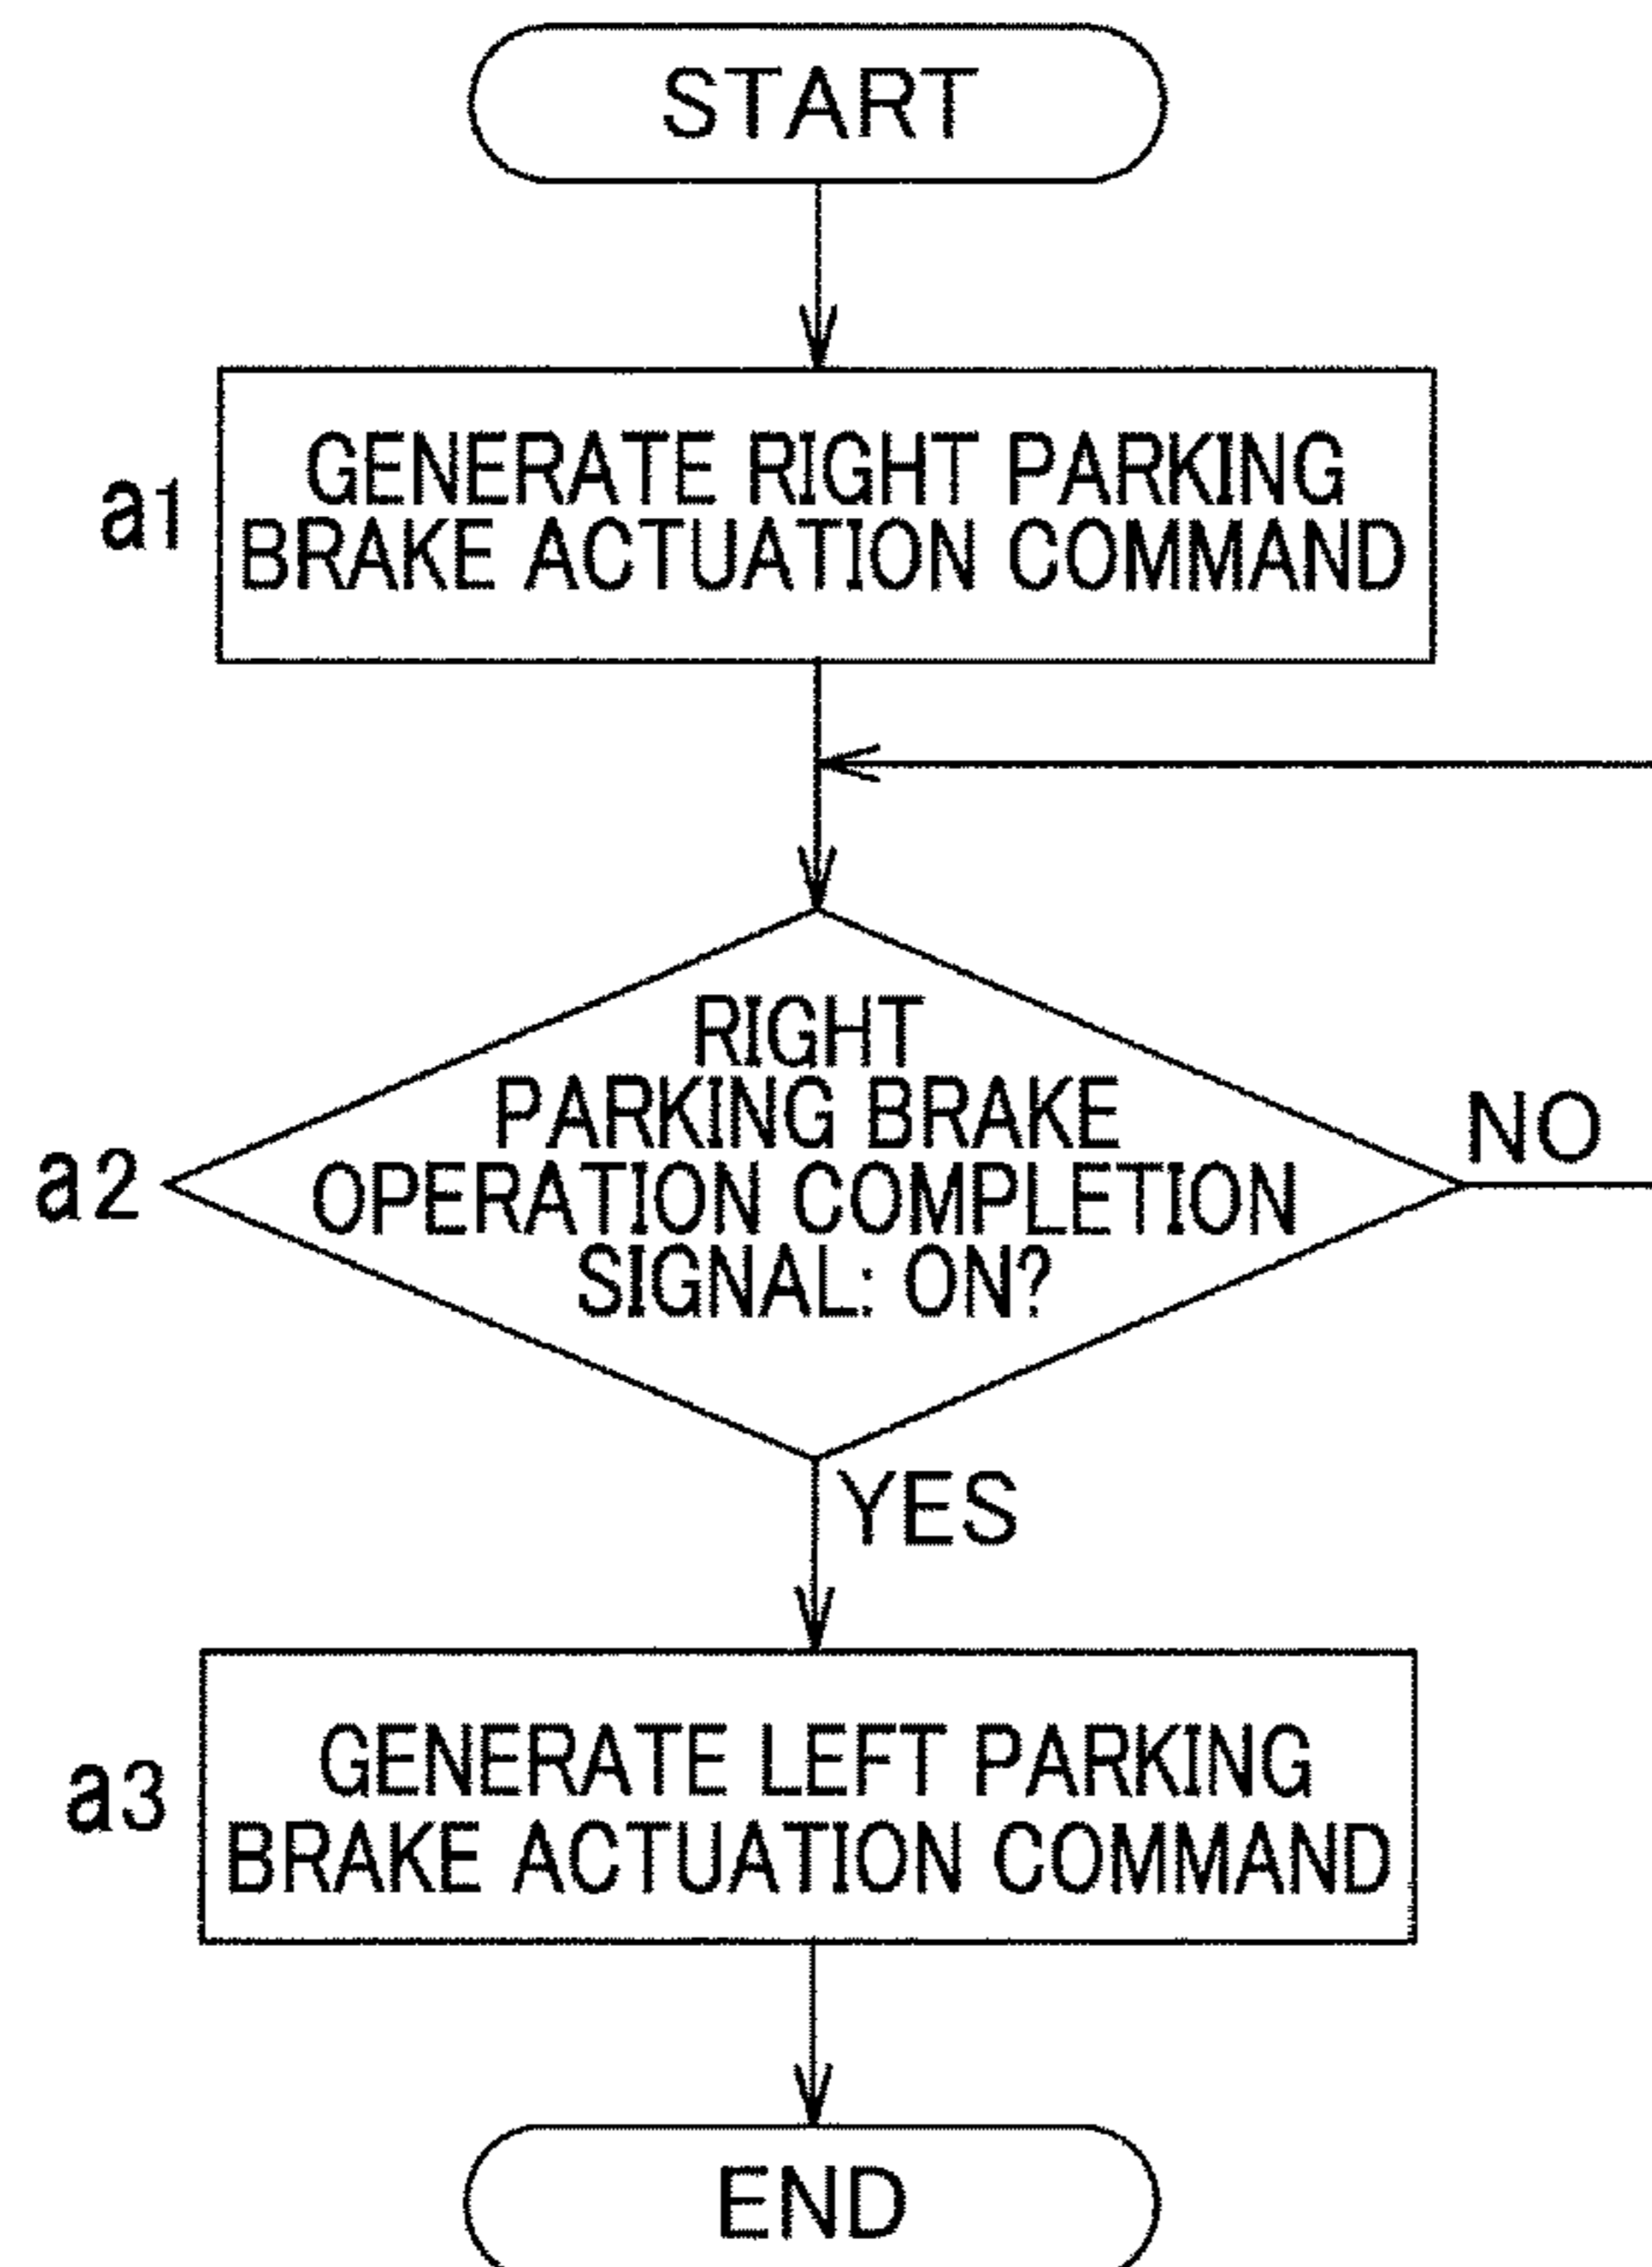 START
a1
GENERATE RIGHT PARKING
BRAKE ACTUATION COMMAND
RIGHT
PARKING BRAKE
OPERATION COMPLETION
SIGNAL: ON?
a2
NO
YES
a3
GENERATE LEFT PARKING
BRAKE ACTUATION COMMAND
END